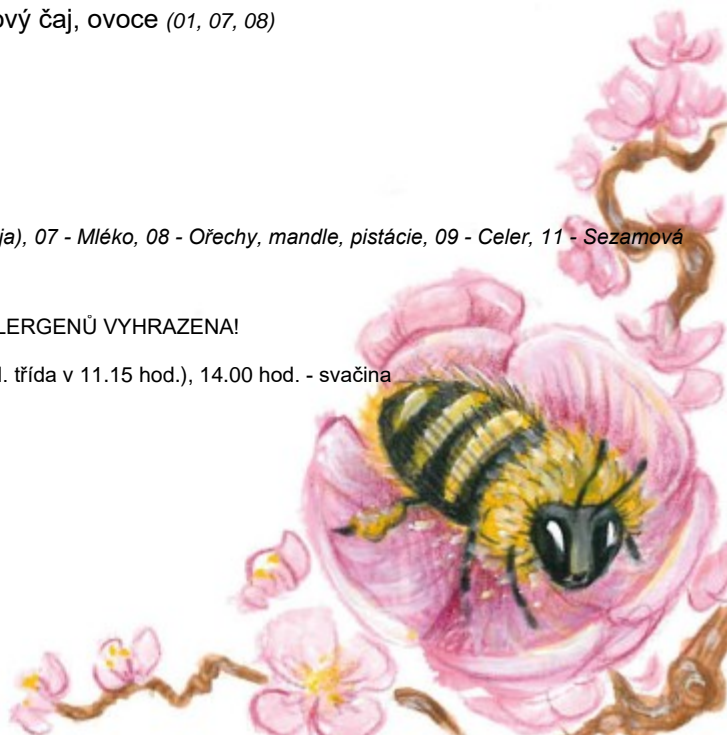 ový čaj, ovoce (01, 07, 08)
ja), 07 - Mléko, 08 - Ořechy, mandle, pistácie, 09 - Celer, 11 - Sezamová
LERGENŮ VYHRAZENA!
I. třída v 11.15 hod.), 14.00 hod. - svačina